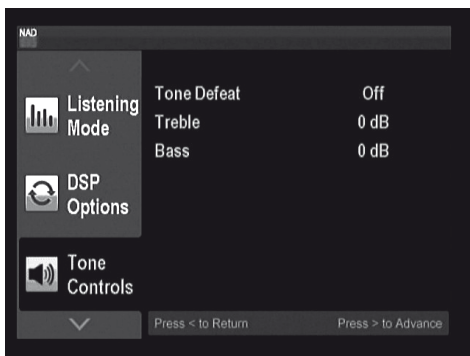 NAD
Listening
Mode
DSP
Options
Tone
Controls
Tone Defeat Off
Treble 0 dB
Bass 0 dB
Press < to Return Press > to Advance